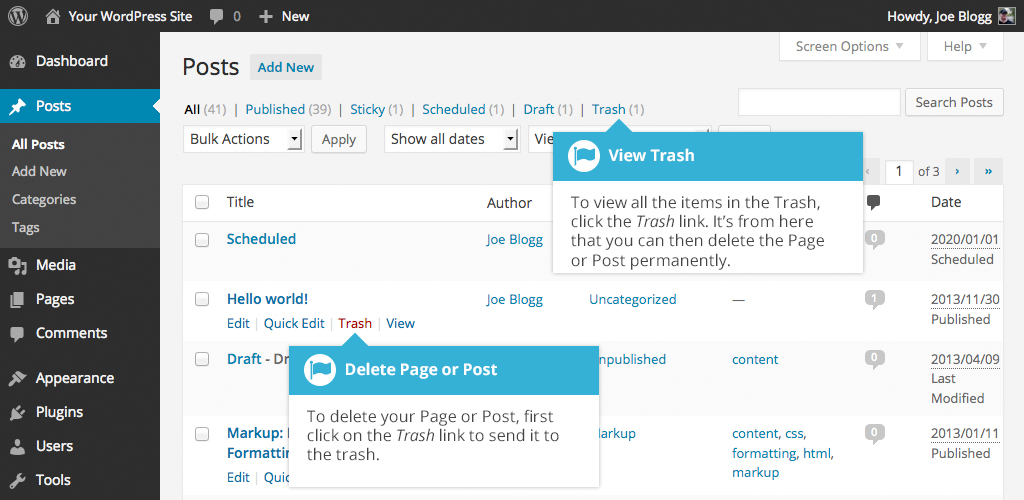 Your WordPress Site 0 + New Howdy, Joe Blogg
Dashboard
Posts
All Posts
Add New
Categories
Tags
Media
Pages
Comments
Appearance
Plugins
Users
Tools
Screen Options Help
Posts Add New
All (41) | Published (39) | Sticky (1) | Scheduled (1) | Draft (1) | Trash (1)
Search Posts
Bulk Actions Apply Show all dates
View Trash
To view all the items in the Trash,
click the Trash link. It’s from here
that you can then delete the Page
or Post permanently.
‹ 1 of 3 › »
Title Author Date
Scheduled Joe Blogg 0 2020/01/01
Scheduled
Hello world! Joe Blogg Uncategorized — 1 2013/11/30
Published
Edit | Quick Edit | Trash | View
Delete Page or Post
To delete your Page or Post, first
click on the Trash link to send it to
the trash.
Draft - content 0 2013/04/09
Last
Modified
Markup: content, css, 0 2013/01/11
formatting, html, Published
markup
Edit |